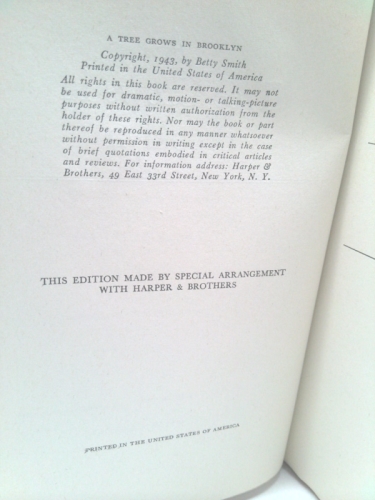 A TREE GROWS IN BROOKLYN
Copyright, 1943, by Betty Smith
Printed in the United States of America
All rights in this book are reserved. It may not
be used for dramatic, motion- or talking-picture
purposes without written authorization from the
holder of these rights. Nor may the book or part
thereof be reproduced in any manner whatsoever
without permission in writing except in the case
of brief quotations embodied in critical articles
and reviews. For information address: Harper &
Brothers, 49 East 33rd Street, New York, N. Y.
THIS EDITION MADE BY SPECIAL ARRANGEMENT
WITH HARPER & BROTHERS
PRINTED IN THE UNITED STATES OF AMERICA